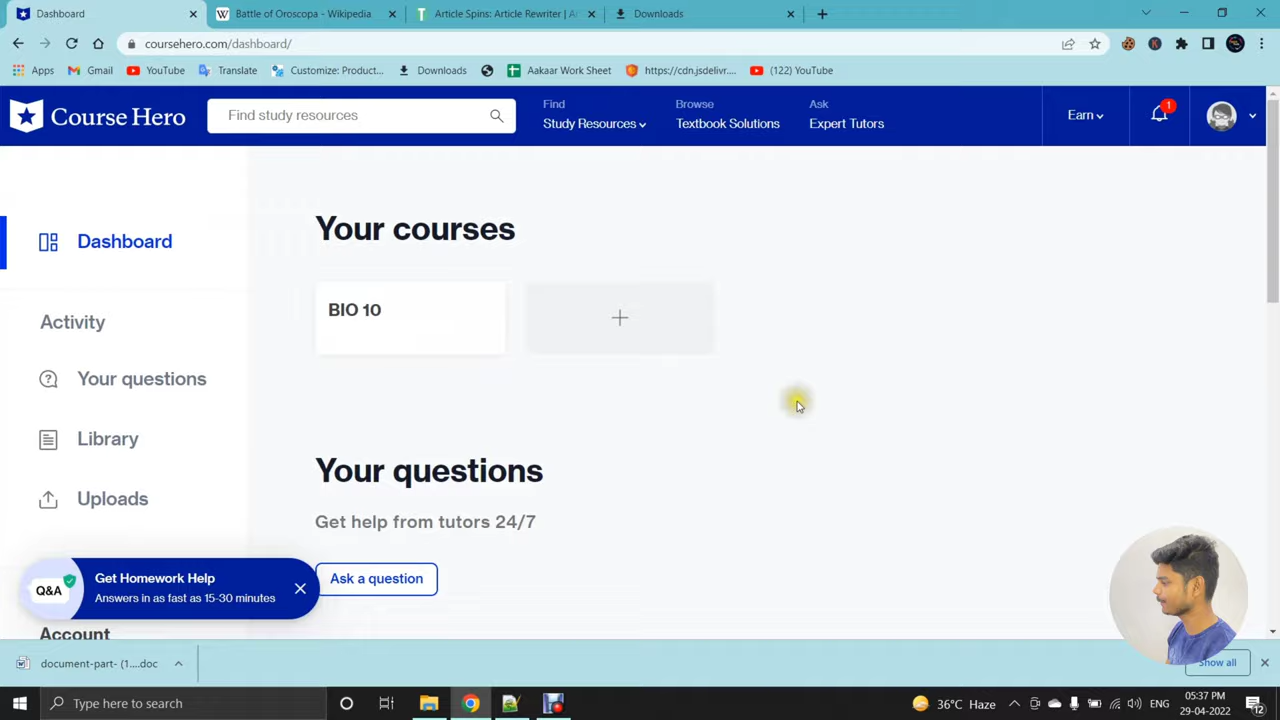 Dashboard
Battle of Oroscopa - Wikipedia
Article Spins: Article Rewriter | Ar
Downloads
coursehero.com/dashboard/
Apps
Gmail
YouTube
Translate
Customize: Product...
Downloads
Aakaar Work Sheet
https://cdn.jsdelivr....
(122) YouTube
Course Hero
Find study resources
Find
Study Resources
Browse
Textbook Solutions
Ask
Expert Tutors
Earn
1
Dashboard
Activity
Your questions
Library
Uploads
Account
Your courses
BIO 10
Your questions
Get help from tutors 24/7
Ask a question
Q&A
Get Homework Help
Answers in as fast as 15-30 minutes
document-part- (1....doc
Show all
Type here to search
36°C Haze
ENG
05:37 PM
29-04-2022
12